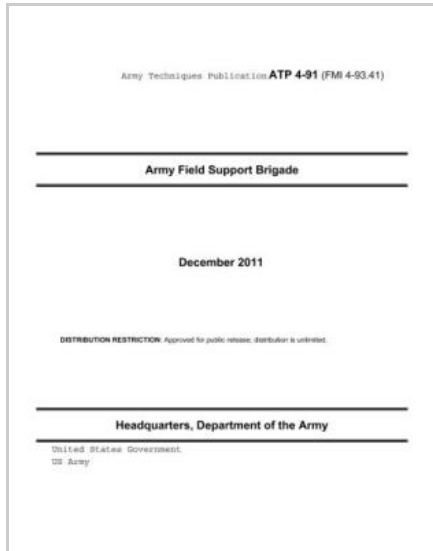 Army Techniques Publication ATP 4-91 (FMI 4-93.41)
Army Field Support Brigade
December 2011
DISTRIBUTION RESTRICTION: Approved for public release; distribution is unlimited.
Headquarters, Department of the Army
United States Government
US Army